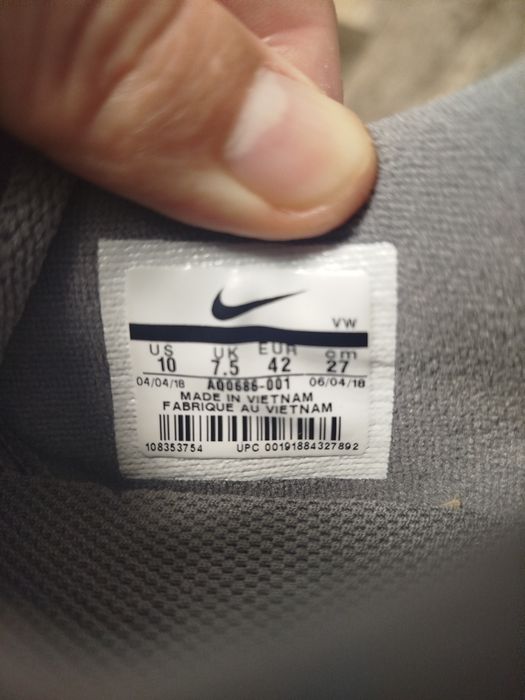 VW
US UK EUR cm
10 7.5 42 27
04/04/18 AQ0686-001 06/04/18
MADE IN VIETNAM
FABRIQUE AU VIETNAM
108353754 UPC 00191884327892